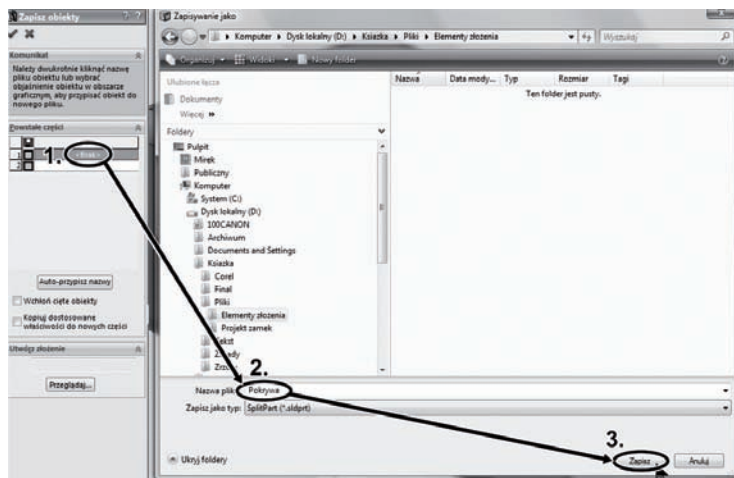 Zapisz obiekty
? ?
Komunikat
Należy dwukrotnie kliknąć nazwę
pliku obiektu lub wybrać
objaśnienie obiektu w obszarze
graficznym, aby przypisać obiekt do
nowego pliku.
Powstałe części
1.
1
2
Auto-przypisz nazwy
Wchłoń cięte obiekty
Kopiuj dostosowane
właściwości do nowych części
Utwórz złożenie
Przeglądaj...
Zapisywanie jako
Komputer ▸ Dysk lokalny (D:) ▸ Ksiazka ▸ Pliki ▸ Elementy złożenia
Wyszukaj
Organizuj Widoki Nowy folder
Ulubione łącza
Dokumenty
Więcej »
Foldery
Pulpit
Mirek
Publiczny
Komputer
System (C:)
Dysk lokalny (D:)
100CANON
Archiwum
Documents and Settings
Ksiazka
Corel
Final
Pliki
Elementy złożenia
Projekt zamek
Nazwa Data mody... Typ Rozmiar Tagi
Ten folder jest pusty.
2.
Nazwa Pokrywa
Zapisz jako typ: SplitPart (*.sldprt)
3.
Ukryj foldery
Zapisz
Anuluj